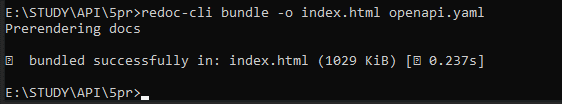 E:\STUDY\API\5pr>redoc-cli bundle -o index.html openapi.yaml
Prerendering docs
bundled successfully in: index.html (1029 KiB) [⍰ 0.237s]
E:\STUDY\API\5pr>